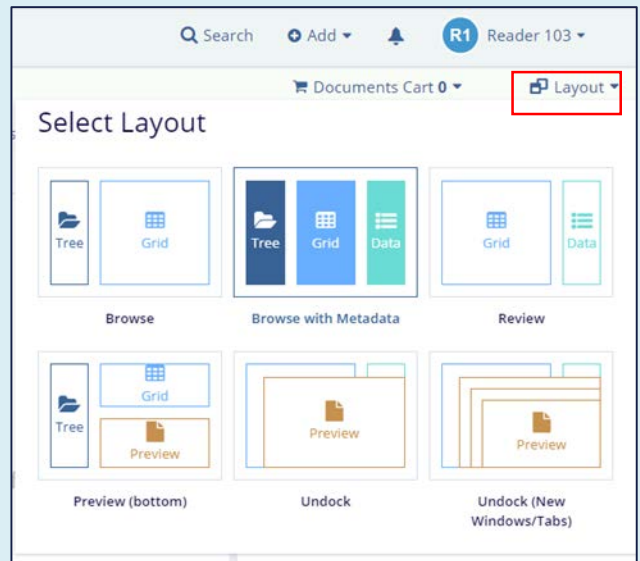 Search Add R1 Reader 103
Documents Cart 0 Layout
s
Select Layout
Tree Grid
Tree Grid Data
Grid Data
Browse Browse with Metadata Review
Tree Grid Preview
Preview
Preview
Preview (bottom) Undock Undock (New
Windows/Tabs)